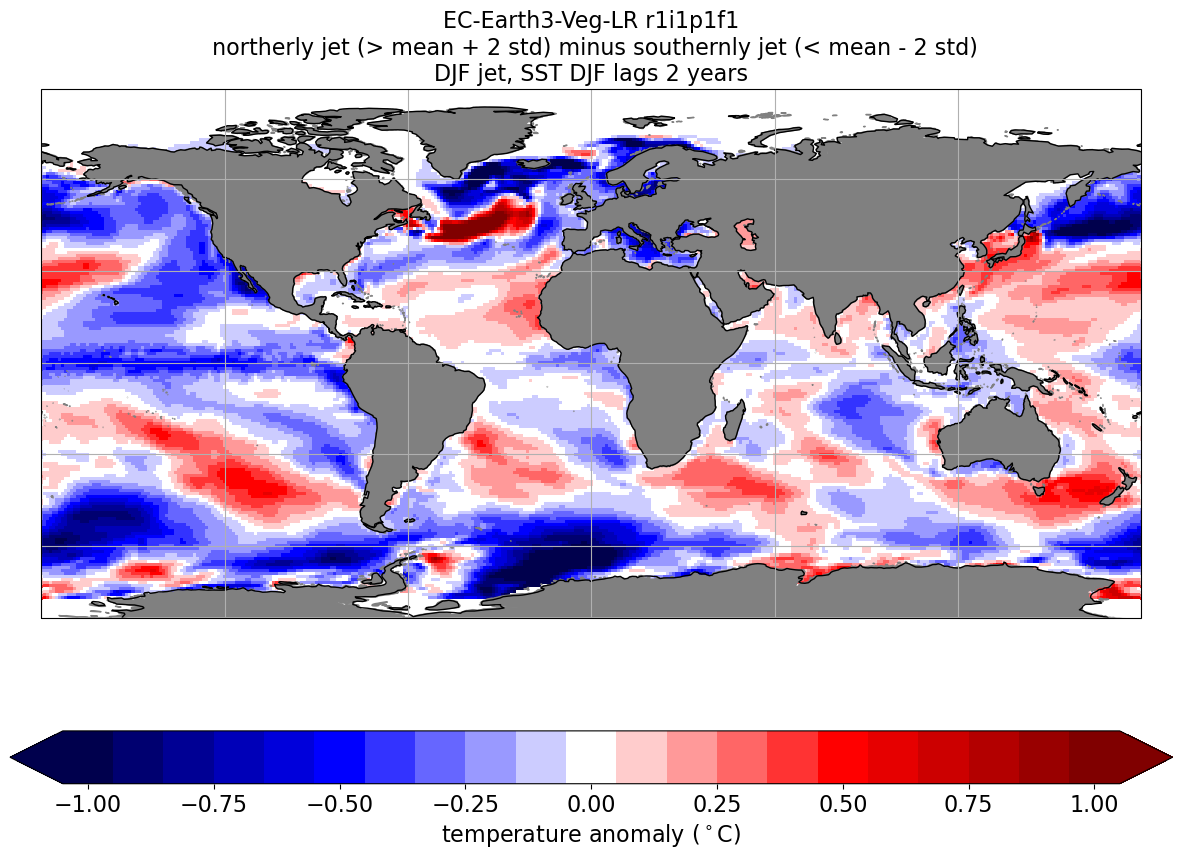 EC-Earth3-Veg-LR r1i1p1f1
northerly jet (> mean + 2 std) minus southernly jet (< mean - 2 std)
DJF jet, SST DJF lags 2 years
−1.00 −0.75 −0.50 −0.25 0.00 0.25 0.50 0.75 1.00
temperature anomaly (°C)